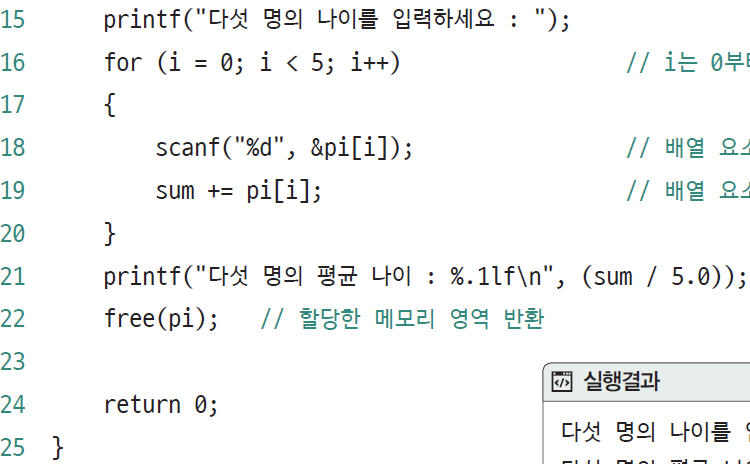 15 printf("다섯 명의 나이를 입력하세요 : ");
16 for (i = 0; i < 5; i++) // i는 0부터
17 {
18 scanf("%d", &pi[i]); // 배열 요소
19 sum += pi[i]; // 배열 요소
20 }
21 printf("다섯 명의 평균 나이 : %.1lf\n", (sum / 5.0));
22 free(pi); // 할당한 메모리 영역 반환
23
24 return 0;
실행결과
25 }
다섯 명의 나이를